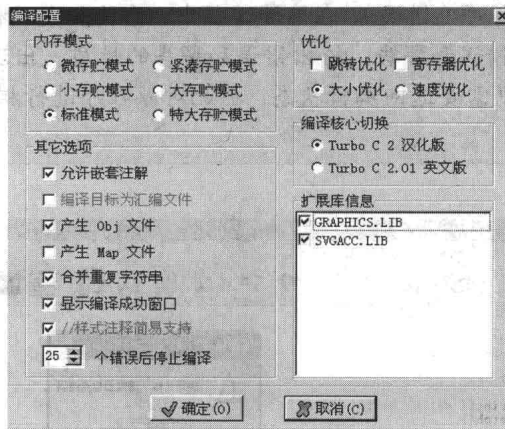 编译配置
内存模式
微存贮模式 紧凑存贮模式
小存贮模式 大存贮模式
标准模式 特大存贮模式
其它选项
允许嵌套注解
编译目标为汇编文件
产生 Obj 文件
产生 Map 文件
合并重复字符串
显示编译成功窗口
//样式注释简易支持
25 个错误后停止编译
优化
跳转优化 寄存器优化
大小优化 速度优化
编译核心切换
Turbo C 2 汉化版
Turbo C 2.01 英文版
扩展库信息
GRAPHICS.LIB
SVGACC.LIB
确定(O) 取消(C)